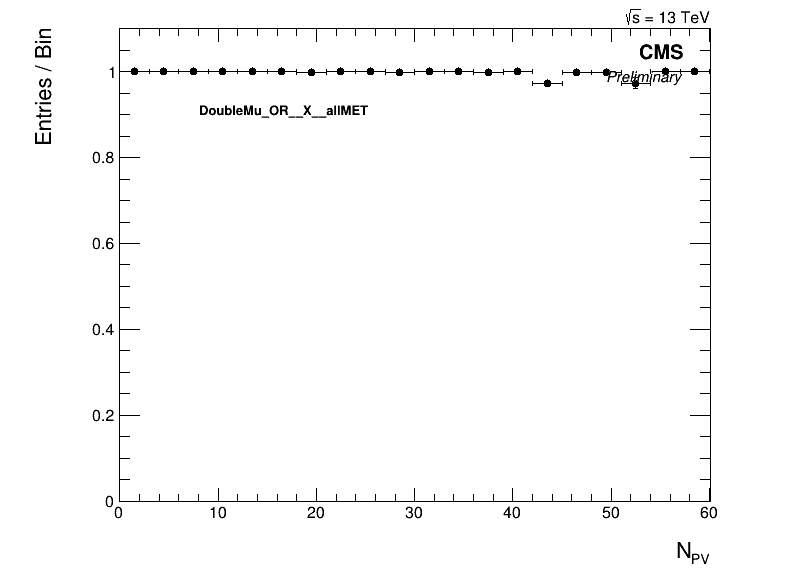 √s = 13 TeV
Entries / Bin
CMS
Preliminary
DoubleMu_OR__X__allMET
1
0.8
0.6
0.4
0.2
0
0 10 20 30 40 50 60
N_PV